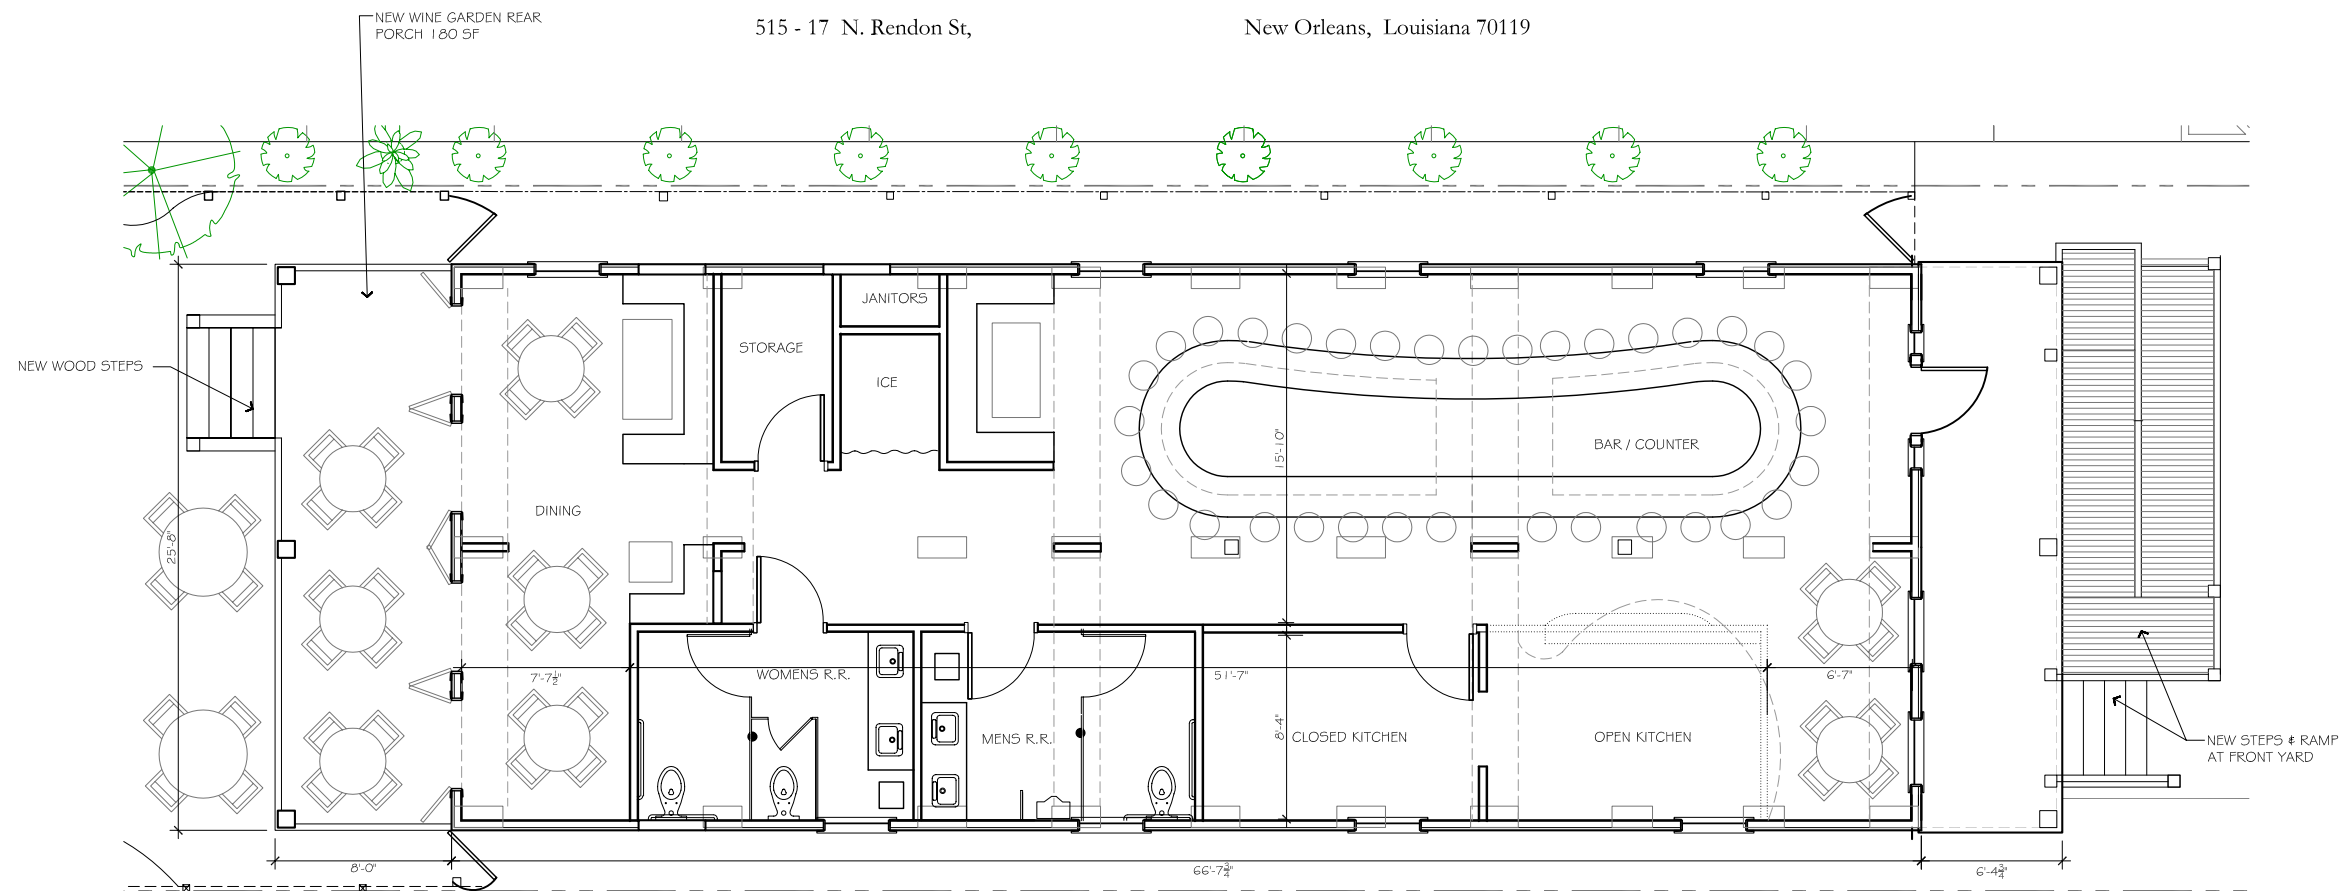 NEW WINE GARDEN REAR
PORCH 180 SF
515 - 17 N. Rendon St,
New Orleans, Louisiana 70119
JANITORS
STORAGE
NEW WOOD STEPS
ICE
BAR / COUNTER
15'-10"
DINING
25'-8"
7'-7½"
WOMENS R.R.
51'-7"
6'-7"
8'-4"
MENS R.R.
CLOSED KITCHEN
OPEN KITCHEN
NEW STEPS & RAMP
AT FRONT YARD
8'-0"
66'-7¾"
6'-4¾"